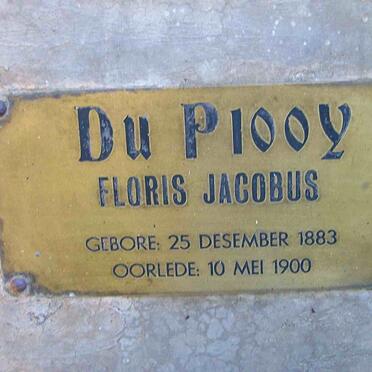 Du Plooy
FLORIS JACOBUS
GEBORE: 25 DESEMBER 1883
OORLEDE: 10 MEI 1900